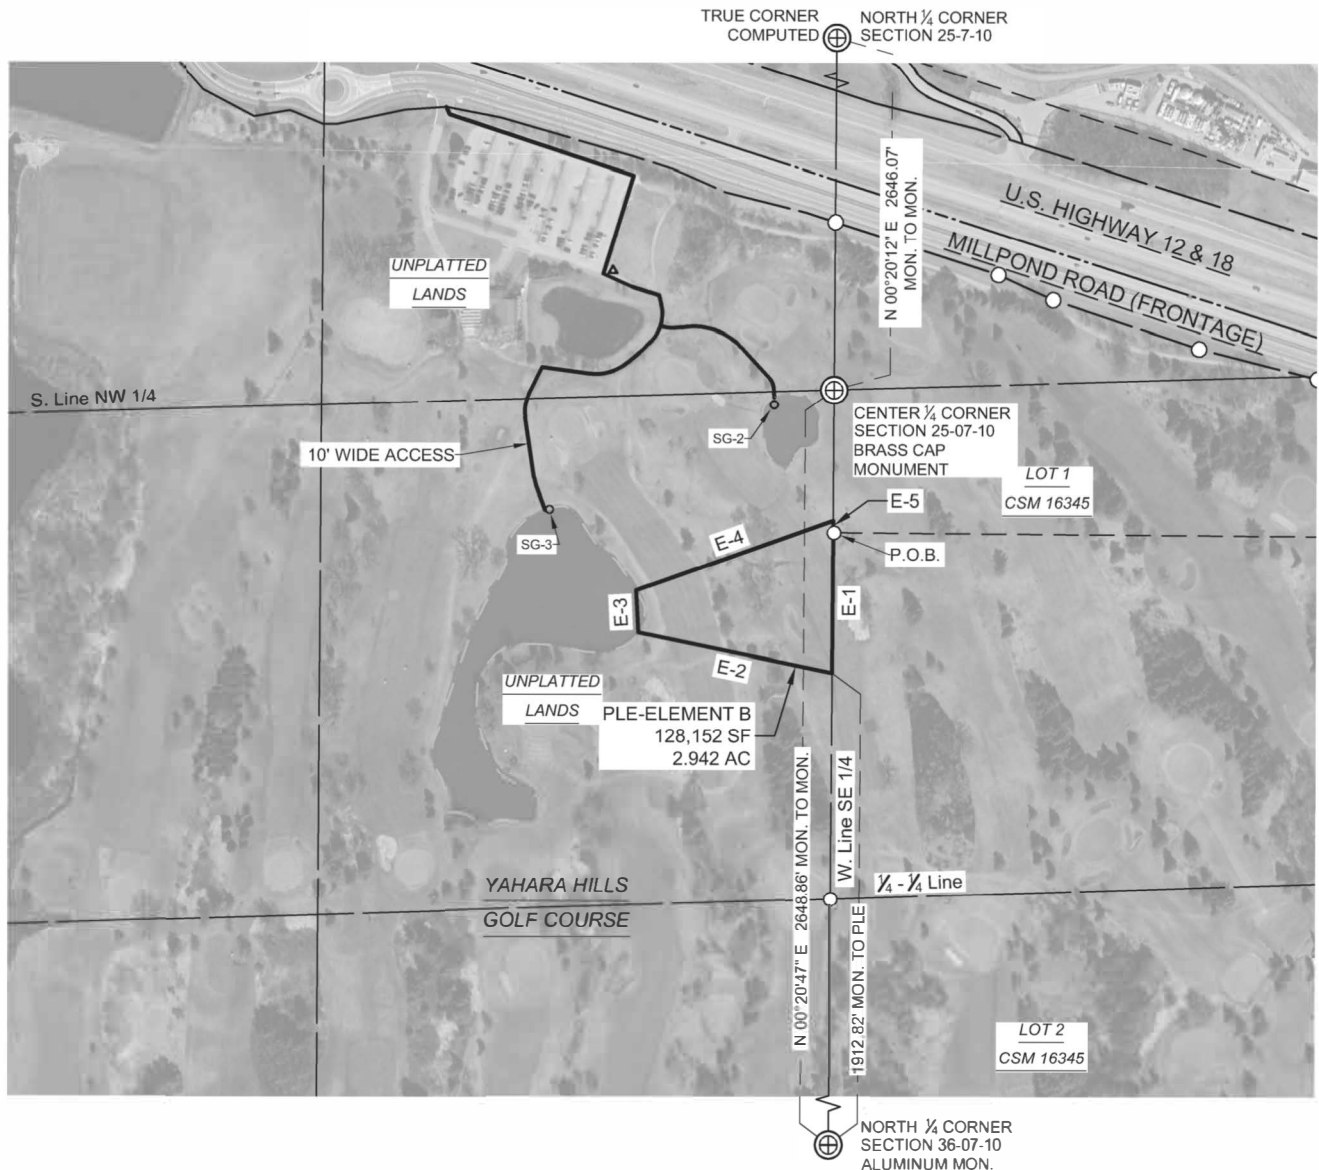 TRUE CORNER
COMPUTED
NORTH 1/4 CORNER
SECTION 25-7-10
N 00°20'12' E 2646.07'
MON. TO MON.
U.S. HIGHWAY 12 & 18
MILLPOND ROAD (FRONTAGE)
UNPLATTED
LANDS
S. Line NW 1/4
10' WIDE ACCESS
SG-2
SG-3
CENTER 1/4 CORNER
SECTION 25-07-10
BRASS CAP
MONUMENT
LOT 1
CSM 16345
E-5
P.O.B.
E-4
E-3
E-1
E-2
UNPLATTED
LANDS
PLE-ELEMENT B
128,152 SF
2.942 AC
N 00°20'47" E 2648.86' MON. TO MON.
W. Line SE 1/4
1912.82' MON. TO PLE
1/4 - 1/4 Line
YAHARA HILLS
GOLF COURSE
LOT 2
CSM 16345
NORTH 1/4 CORNER
SECTION 36-07-10
ALUMINUM MON.